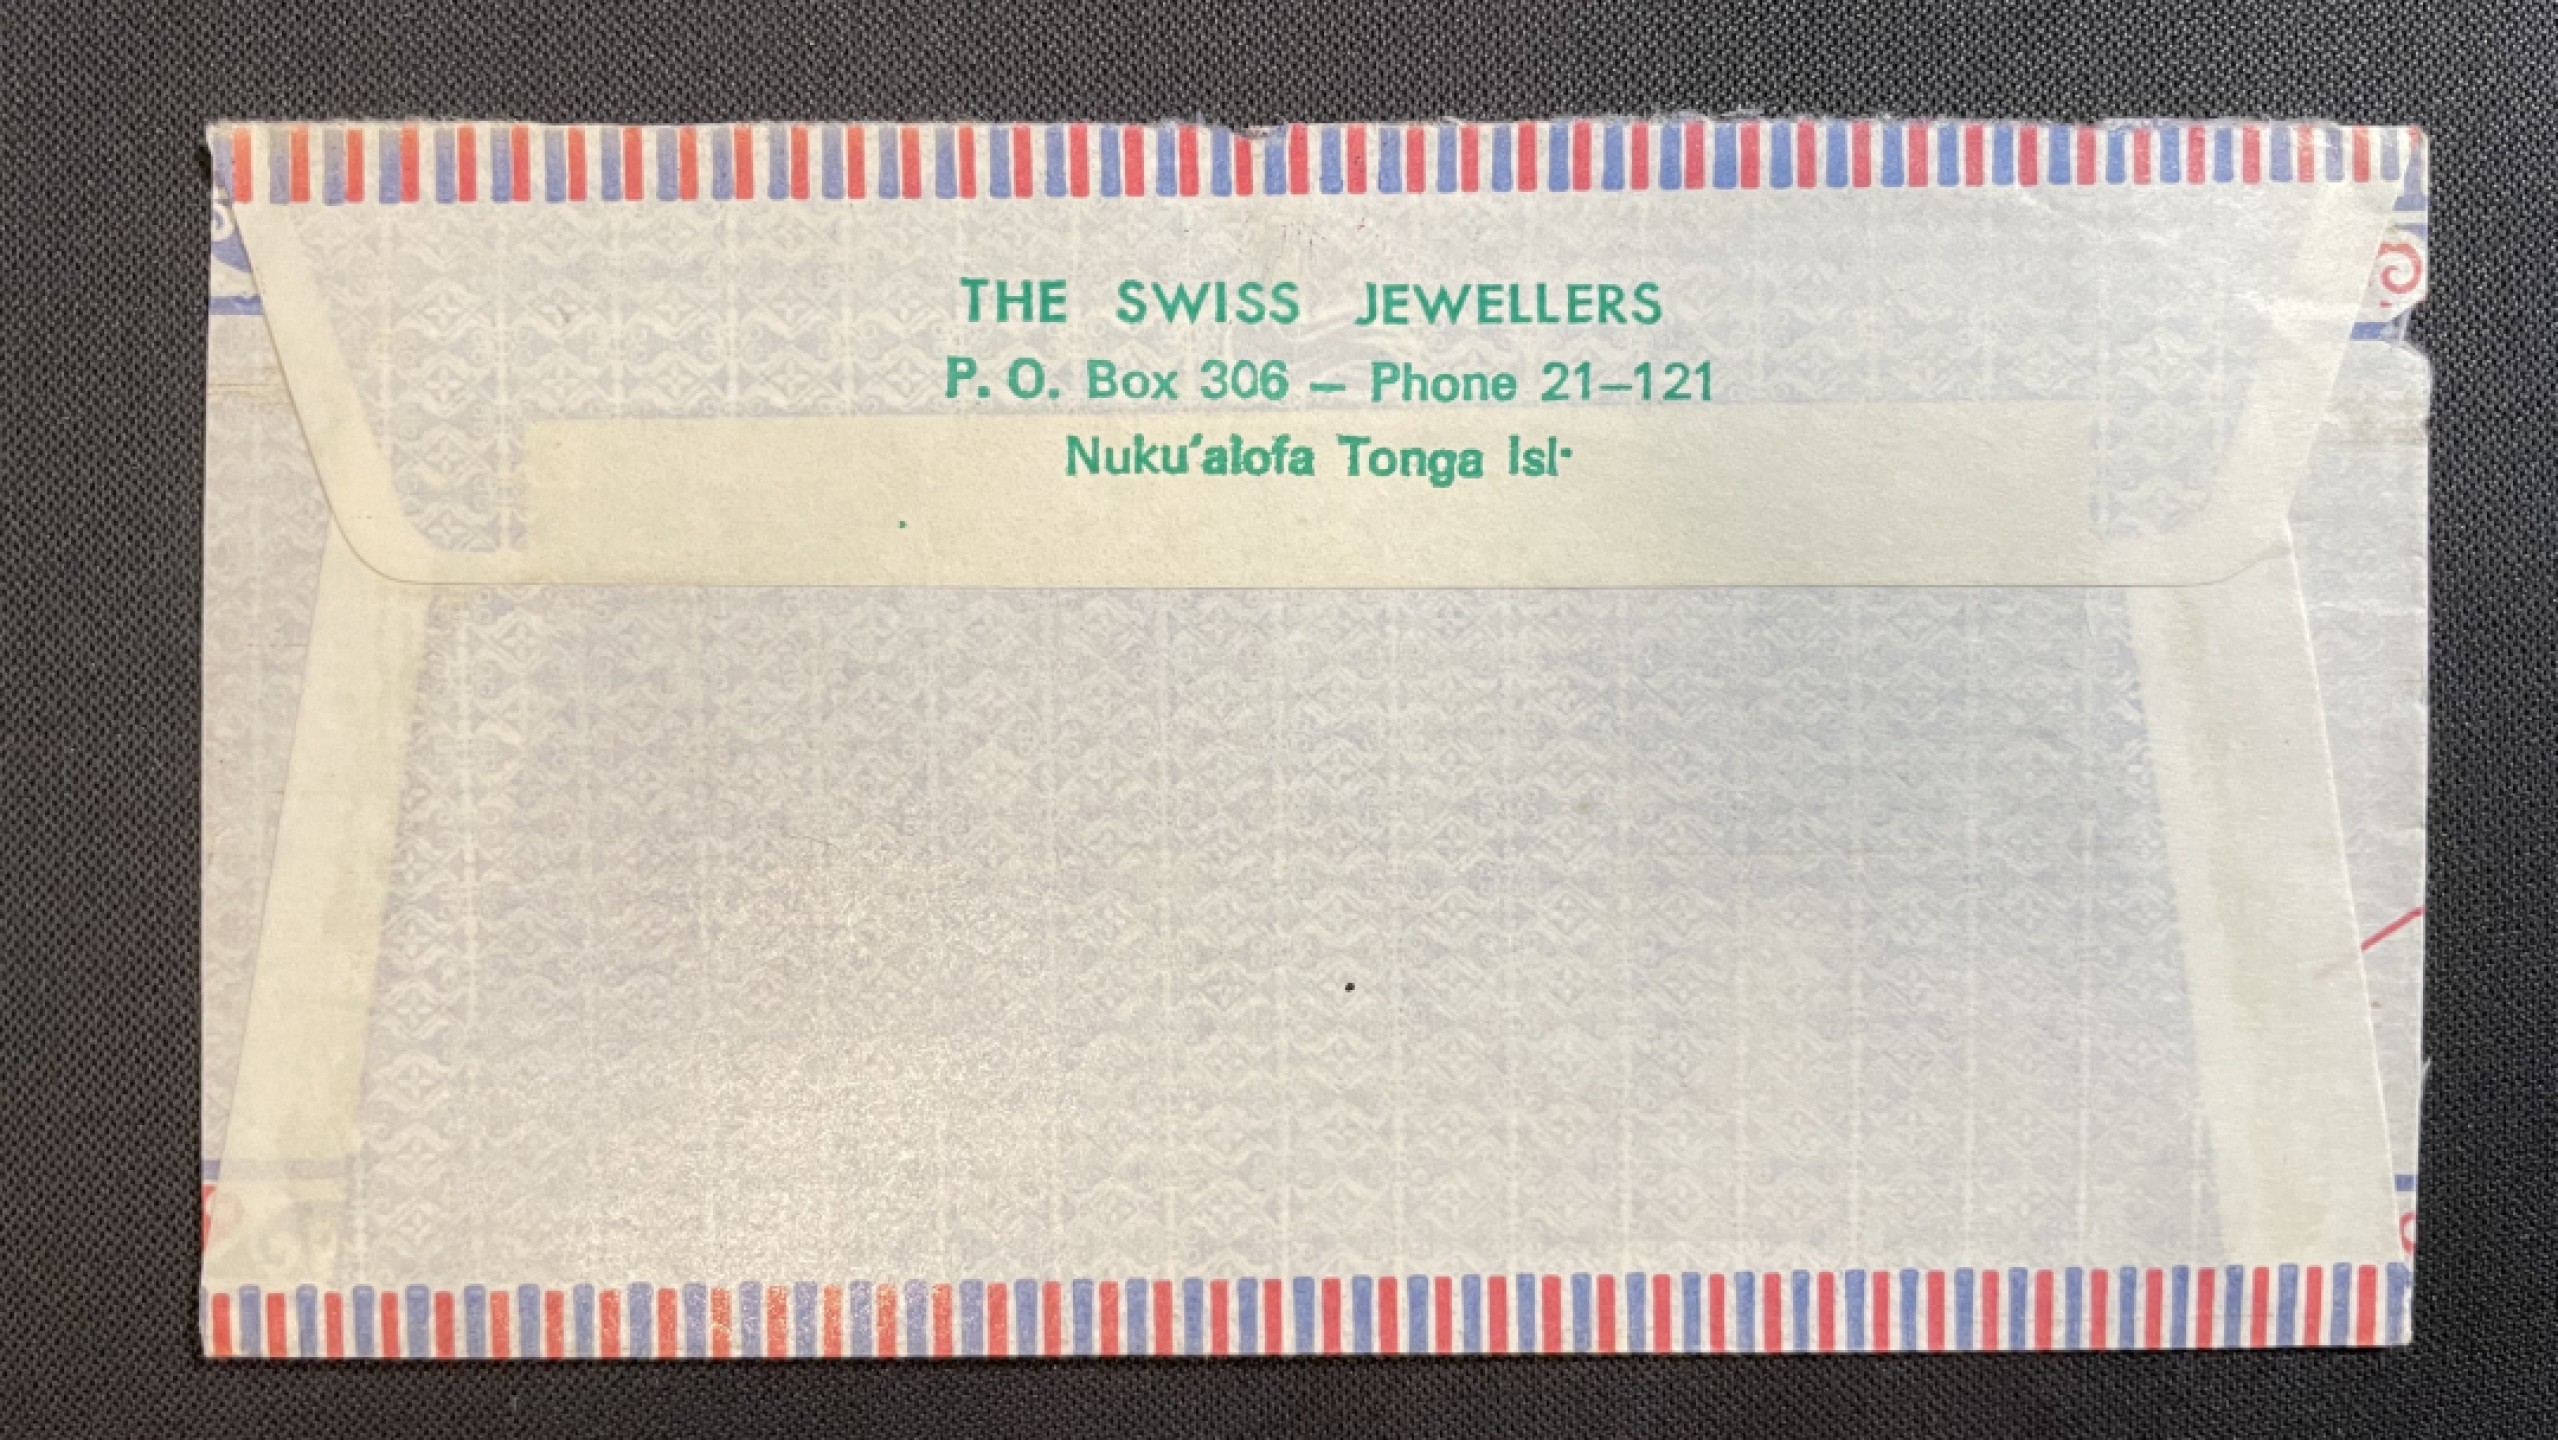 THE SWISS JEWELLERS
P. O. Box 306 — Phone 21–121
Nuku'alofa Tonga Isl·